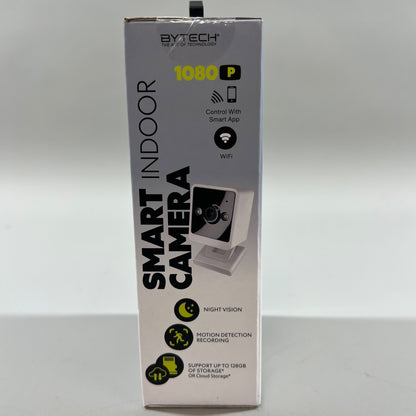 BYTECH®
THE ART OF TECHNOLOGY
1080 P
Control With
Smart App
WiFi
SMART INDOOR
CAMERA
NIGHT VISION
MOTION DETECTION
RECORDING
SUPPORT UP TO 128GB
OF STORAGE*
OR Cloud Storage*